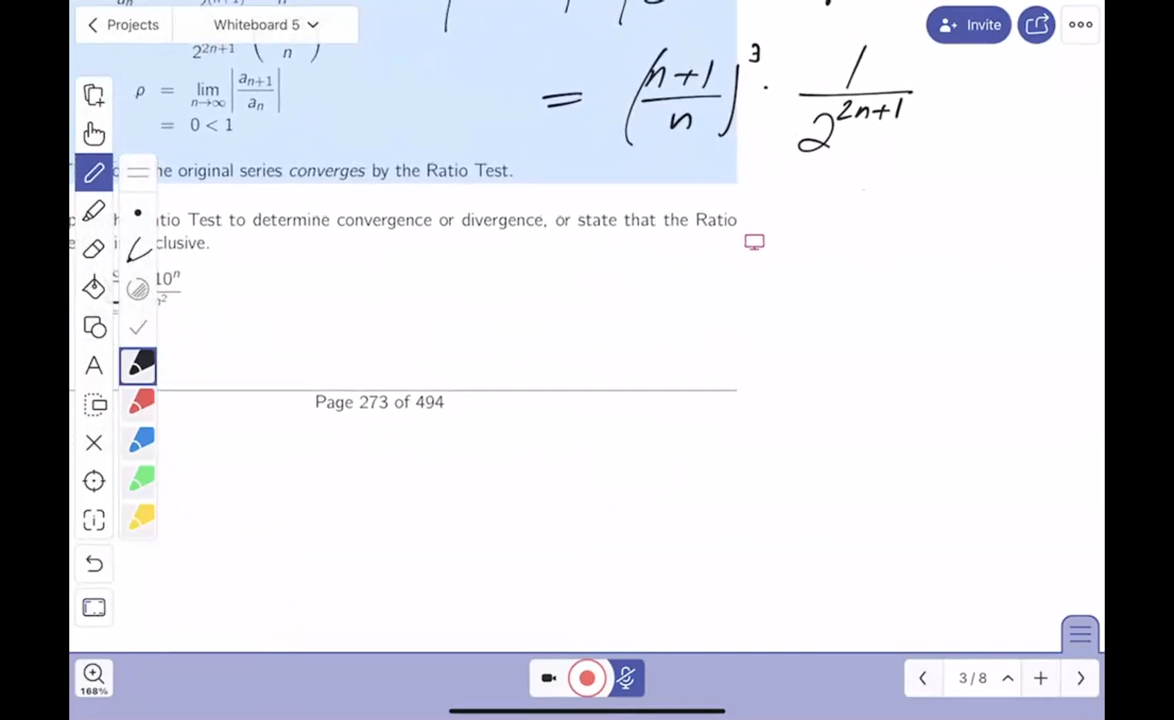 Projects Whiteboard 5 Invite
2^{2n+1} ( n )
ρ = lim_{n→∞} |a_{n+1}/a_n|
= 0 < 1
= ((n+1)/n)^3 · 1/2^{2n+1}
he original series converges by the Ratio Test.
tio Test to determine convergence or divergence, or state that the Ratio
clusive.
10^n
A
Page 273 of 494
168%
3 / 8